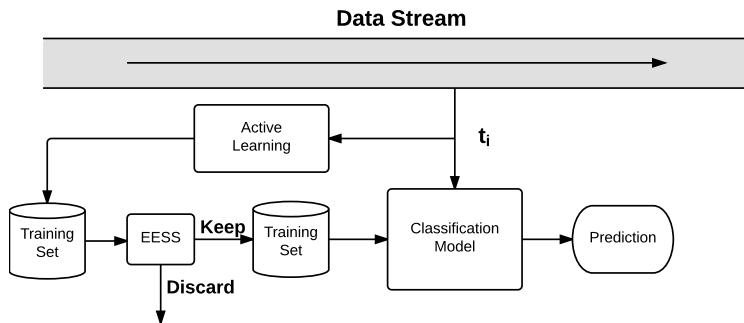 Data Stream
Active
Learning
ti
Training
Set
EESS
Keep
Training
Set
Classification
Model
Prediction
Discard